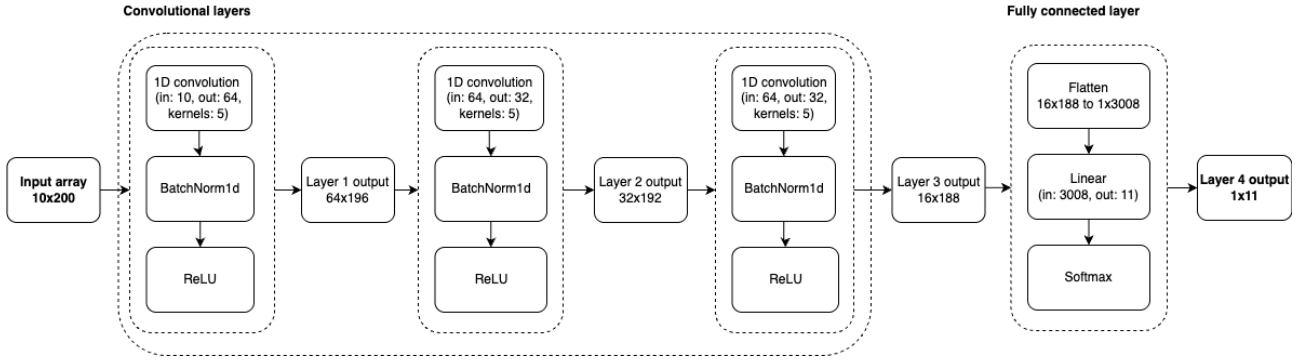 Convolutional layers
Fully connected layer
Input array
10x200
1D convolution
(in: 10, out: 64,
kernels: 5)
BatchNorm1d
ReLU
Layer 1 output
64x196
1D convolution
(in: 64, out: 32,
kernels: 5)
BatchNorm1d
ReLU
Layer 2 output
32x192
1D convolution
(in: 64, out: 32,
kernels: 5)
BatchNorm1d
ReLU
Layer 3 output
16x188
Flatten
16x188 to 1x3008
Linear
(in: 3008, out: 11)
Softmax
Layer 4 output
1x11